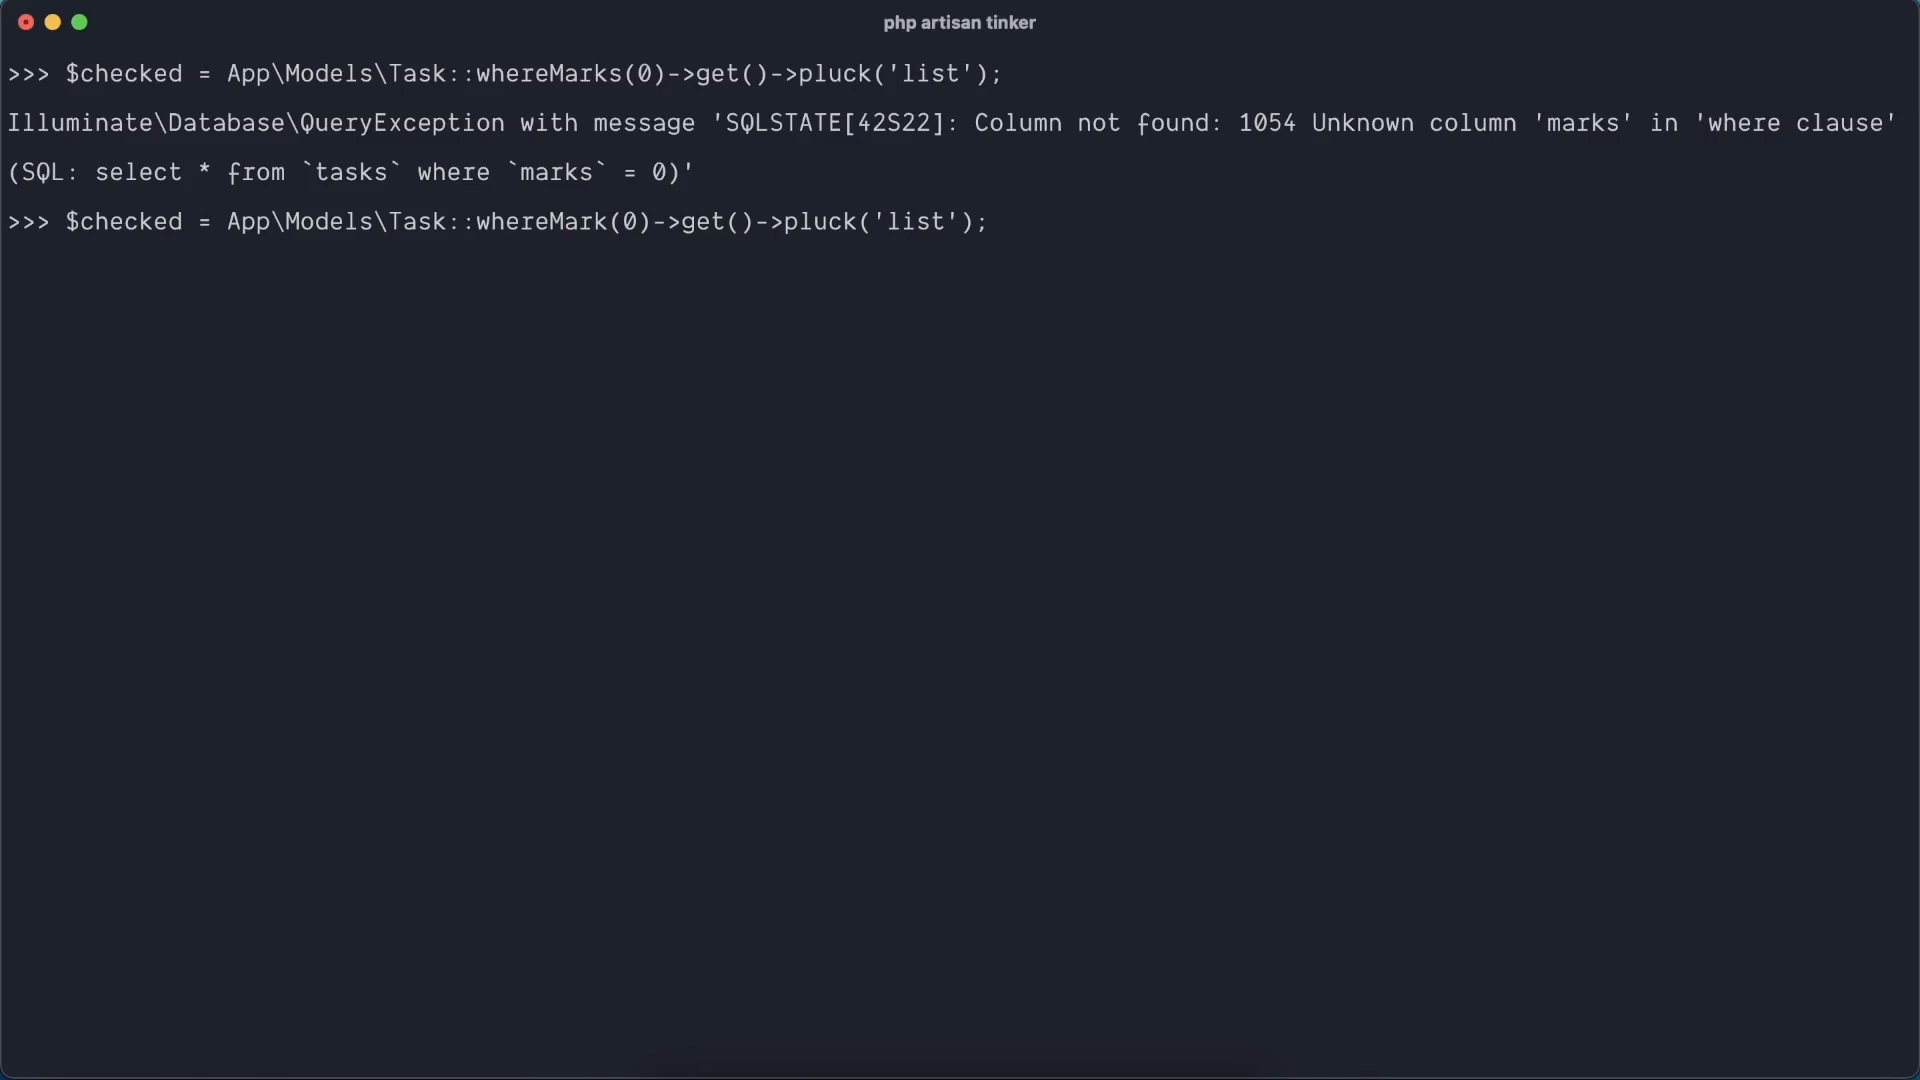 php artisan tinker
>>> $checked = App\Models\Task::whereMarks(0)->get()->pluck('list');
Illuminate\Database\QueryException with message 'SQLSTATE[42S22]: Column not found: 1054 Unknown column 'marks' in 'where clause'
(SQL: select * from `tasks` where `marks` = 0)'
>>> $checked = App\Models\Task::whereMark(0)->get()->pluck('list');